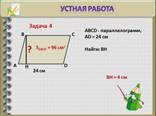 УСТНАЯ РАБОТА
Задача 4
ABCD - параллелограмм,
AD = 24 см
Найти: BH
B
C
?
S = 96 см²
A
H
D
24 см
BH = 4 см